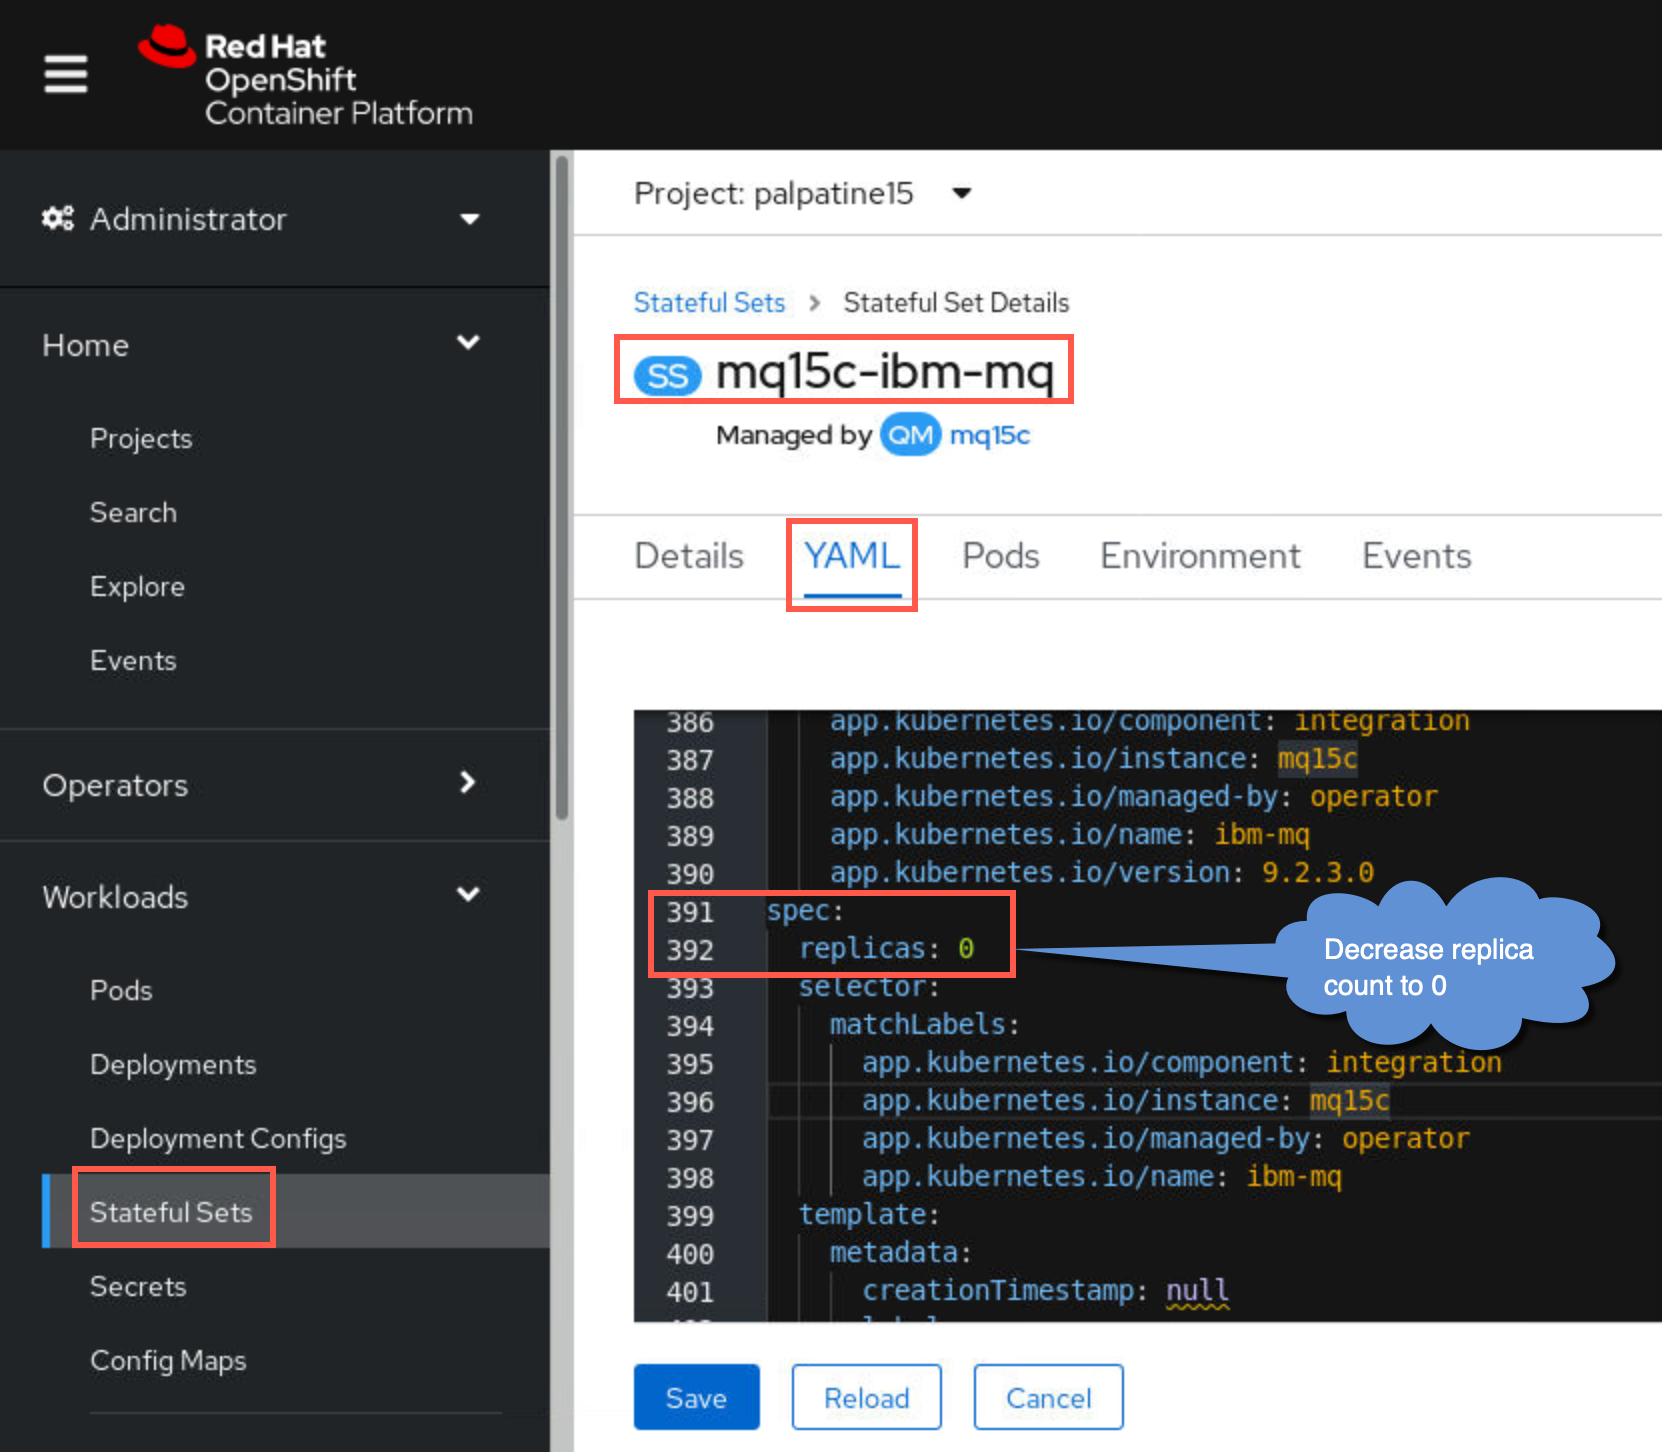 Red Hat
OpenShift
Container Platform
Administrator
Home
Projects
Search
Explore
Events
Operators
Workloads
Pods
Deployments
Deployment Configs
Stateful Sets
Secrets
Config Maps
Project: palpatine15
Stateful Sets > Stateful Set Details
SS mq15c-ibm-mq
Managed by QM mq15c
Details YAML Pods Environment Events
386 app.kubernetes.io/component: integration
387 app.kubernetes.io/instance: mq15c
388 app.kubernetes.io/managed-by: operator
389 app.kubernetes.io/name: ibm-mq
390 app.kubernetes.io/version: 9.2.3.0
391 spec:
392 replicas: 0
393 selector:
394 matchLabels:
395 app.kubernetes.io/component: integration
396 app.kubernetes.io/instance: mq15c
397 app.kubernetes.io/managed-by: operator
398 app.kubernetes.io/name: ibm-mq
399 template:
400 metadata:
401 creationTimestamp: null
Decrease replica
count to 0
Save Reload Cancel